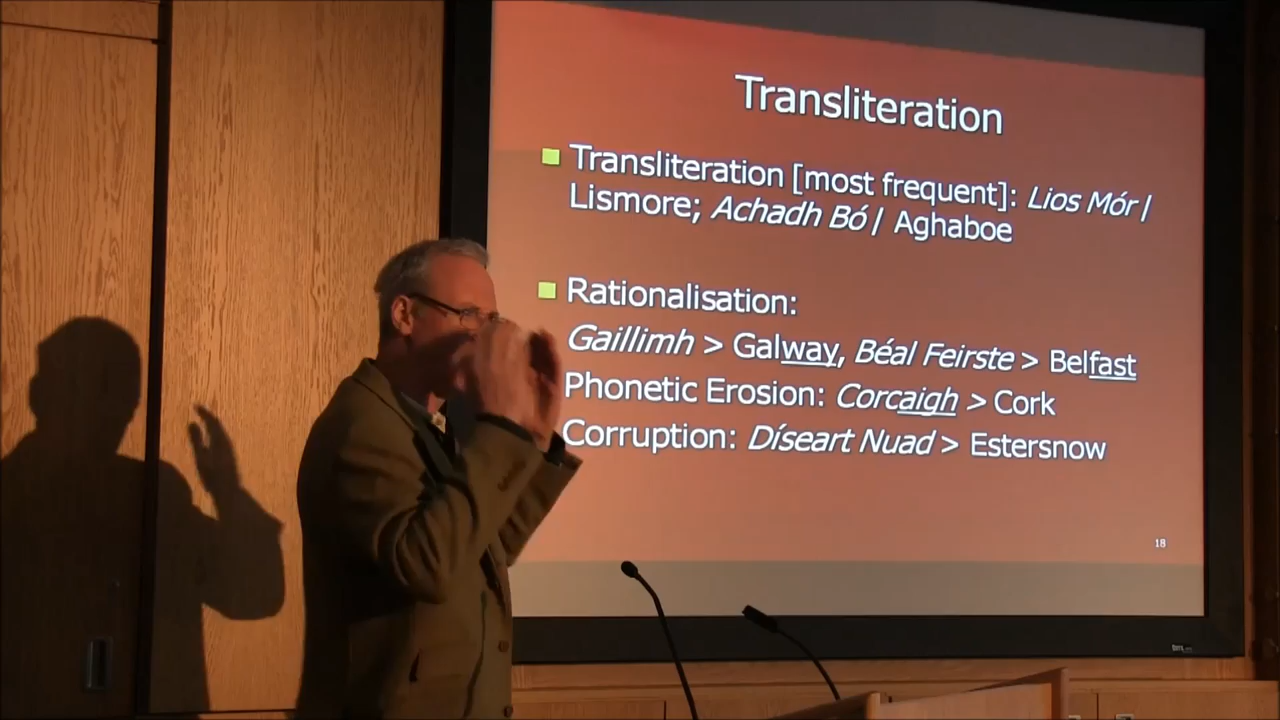 Transliteration
Transliteration [most frequent]: Lios Mór /
Lismore; Achadh Bó / Aghaboe
Rationalisation:
Gaillimh > Galway, Béal Feirste > Belfast
Phonetic Erosion: Corcaigh > Cork
Corruption: Díseart Nuad > Estersnow
18